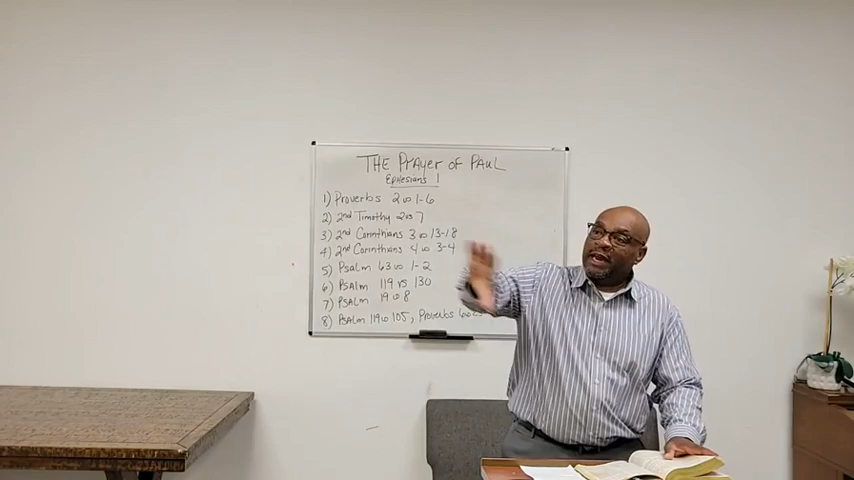 THE PrAyer of PAUL
Ephesians 1
1) Proverbs 2 vs 1-6
2) 2nd Timothy 2 vs 7
3) 2nd Corinthians 3 vs 13-18
4) 2nd Corinthians 4 vs 3-4
5) Psalm 63 vs 1-2
6) Psalm 119 vs 130
7) Psalm 19 vs 8
8) Psalm 119 vs 105, Proverbs 6 vs